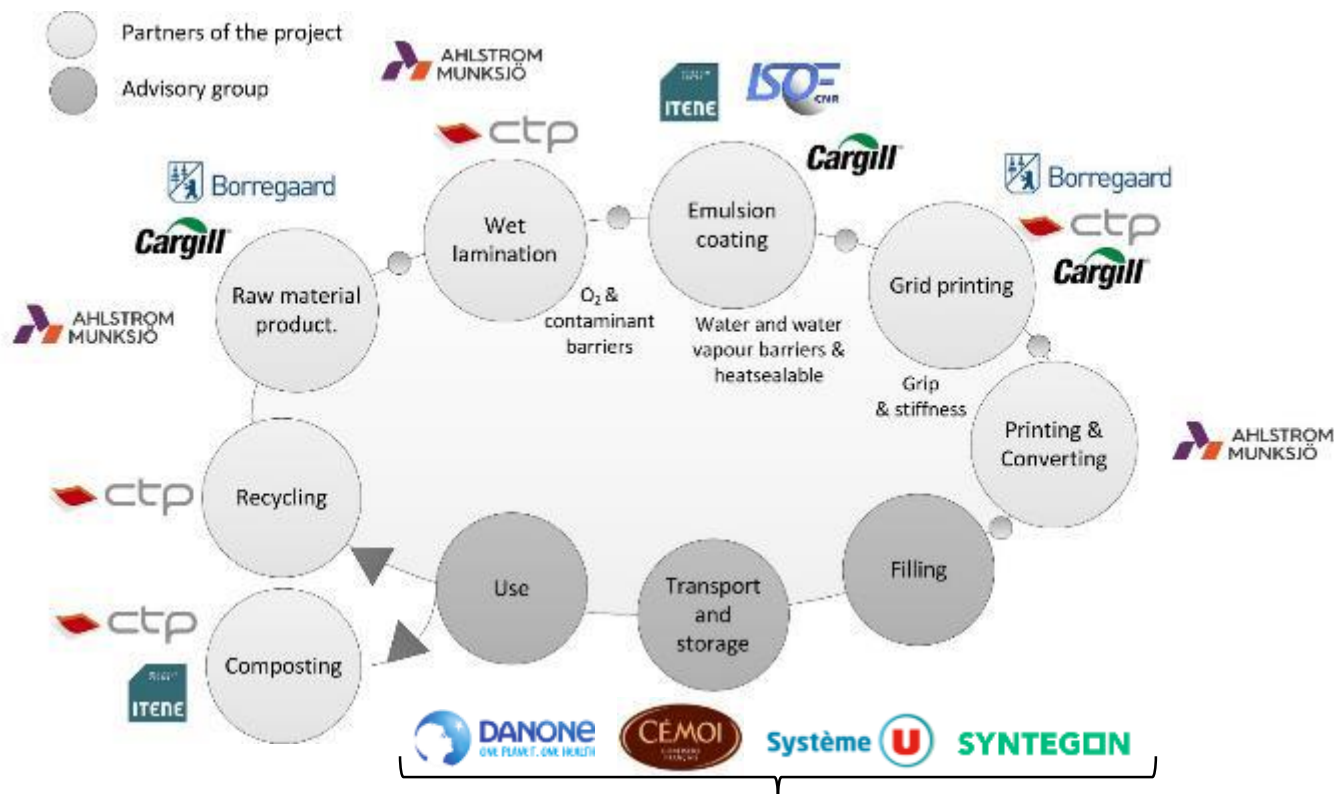 Partners of the project
Advisory group
AHLSTROM
MUNKSJÖ
ITENE
ISOF
CNR
ctp
Cargill
Borregaard
Borregaard
ctp
Cargill
Cargill
Wet
lamination
Emulsion
coating
Grid printing
Raw material
product.
AHLSTROM
MUNKSJÖ
O₂ &
contaminant
barriers
Water and water
vapour barriers &
heatsealable
Grip
& stiffness
Printing &
Converting
AHLSTROM
MUNKSJÖ
ctp
Recycling
Use
Transport
and
storage
Filling
ctp
Composting
ITENE
DANONE
ONE PLANET. ONE HEALTH
CÉMOI
Système U
SYNTEGON